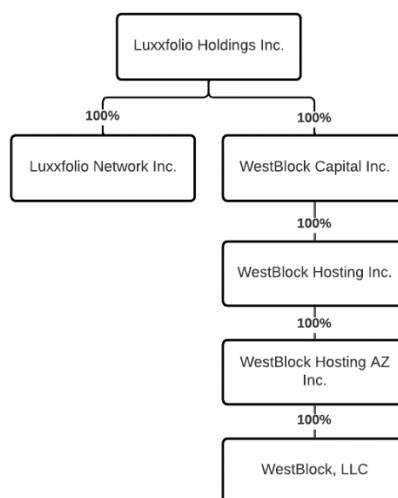 Luxxfolio Holdings Inc.
100%
100%
Luxxfolio Network Inc.
WestBlock Capital Inc.
100%
WestBlock Hosting Inc.
100%
WestBlock Hosting AZ
Inc.
100%
WestBlock, LLC